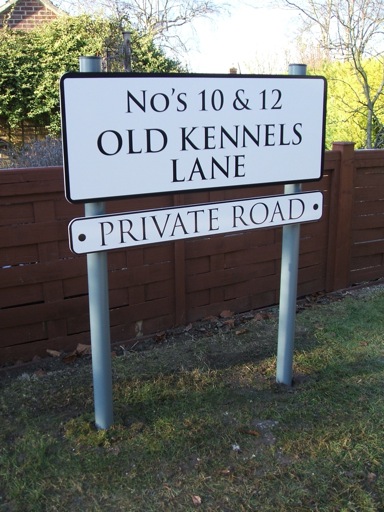 No's 10 & 12
OLD KENNELS
LANE
PRIVATE ROAD